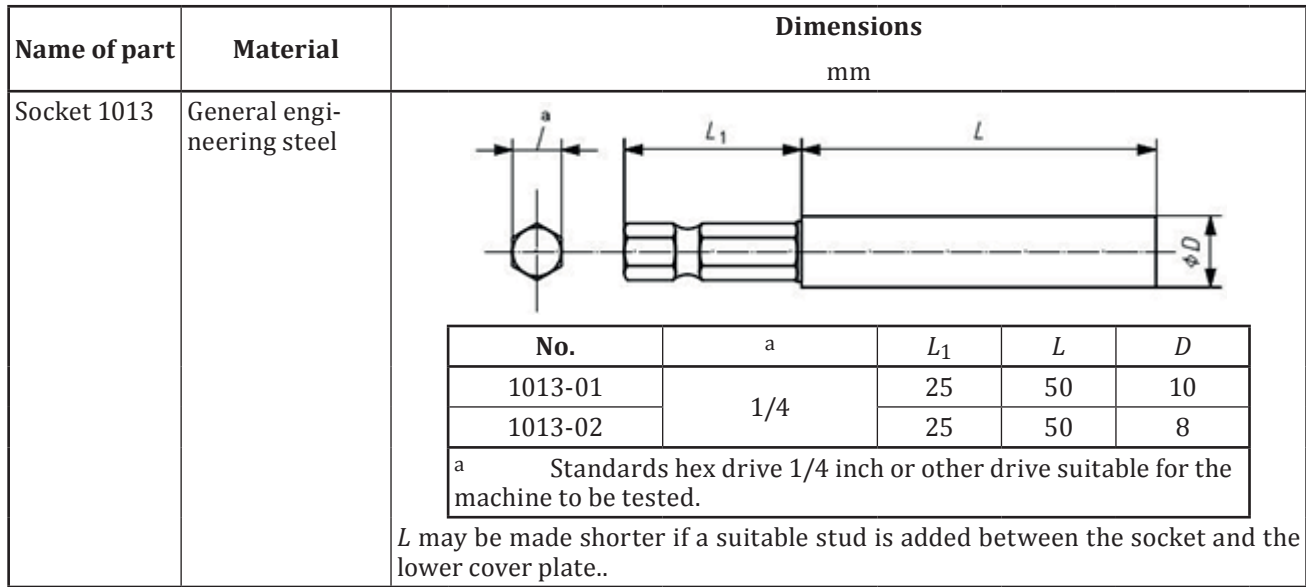 Name of part Material Dimensions
mm
Socket 1013 General engi-
neering steel
a L1 L
ϕD
No. a L1 L D
1013-01 1/4 25 50 10
1013-02 25 50 8
a Standards hex drive 1/4 inch or other drive suitable for the
machine to be tested.
L may be made shorter if a suitable stud is added between the socket and the
lower cover plate..